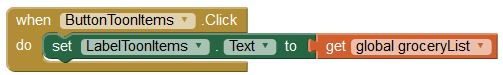 when ButtonToonItems .Click
do set LabelToonItems . Text to get global groceryList